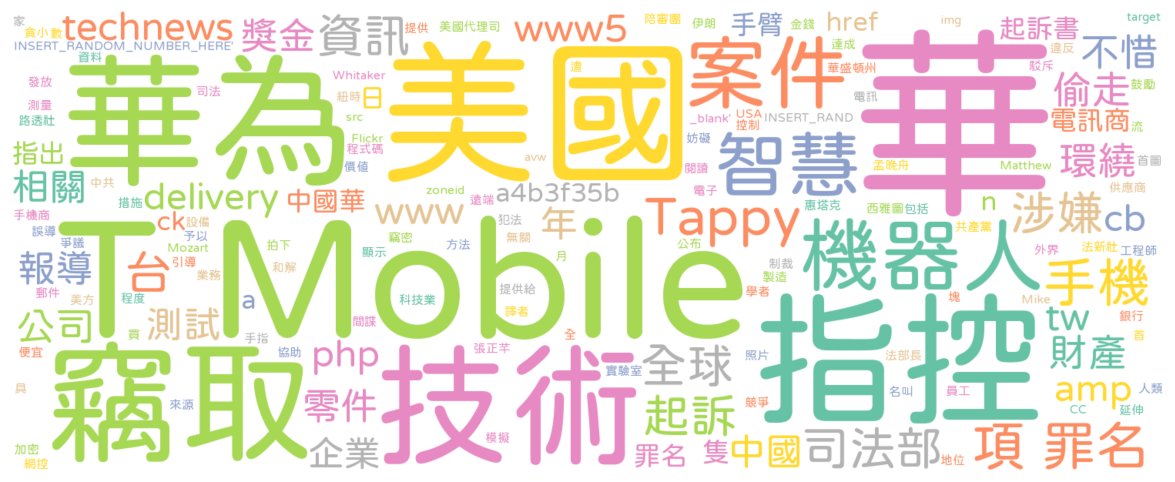 家
貪小數
technews
獎金
資訊
提供
美國代理司
www5
陪審團
伊朗
手臂
金錢
href
img
起訴書
target
違反
不惜
INSERT_RANDOM_NUMBER_HERE'
資料
發放
測量
路透社
司法
華為
Whitaker
紐時
日
src
Flickr
程式碼
價值
美國
遣
案件
達成
華盛頓州
駁斥
電訊
_blank'
USA
控制
INSERT_RAND
妨礙
閱讀
電子
智慧
孟晚舟
華
偷走
鼓勵
電訊商
流
環繞
首圖
Matthew
供應商
指出
相關
中共
措施
delivery
中國華
zoneid
avw
www
a4b3f35b
遠端
犯法
年
無關
Tappy
惠塔克
西雅圖
包括
n
共產黨
涉嫌
cb
手機商
誤導
爭議
報導
郵件
美方
ck
設備
予以
Mozart
引導
台
程度
業務
a
拍下
和解
T Mobile
竊密
顯示
方法
月
公布
制裁
製造
機器人
外界
法新社
工程師
手機
公司
買
測試
手指
間諜
科技業
提供給
譯者
全
學者
塊
Mike
銀行
tw
財產
便宜
竊取
協助
php
張正芊
技術
實驗室
全球
照片
指控
法部長
首
具
來源
零件
起訴
競爭
名叫
員工
amp
人類
cc
延伸
加密
網控
企業
模擬
罪名
隻
中國
司法部
地位
項
罪名